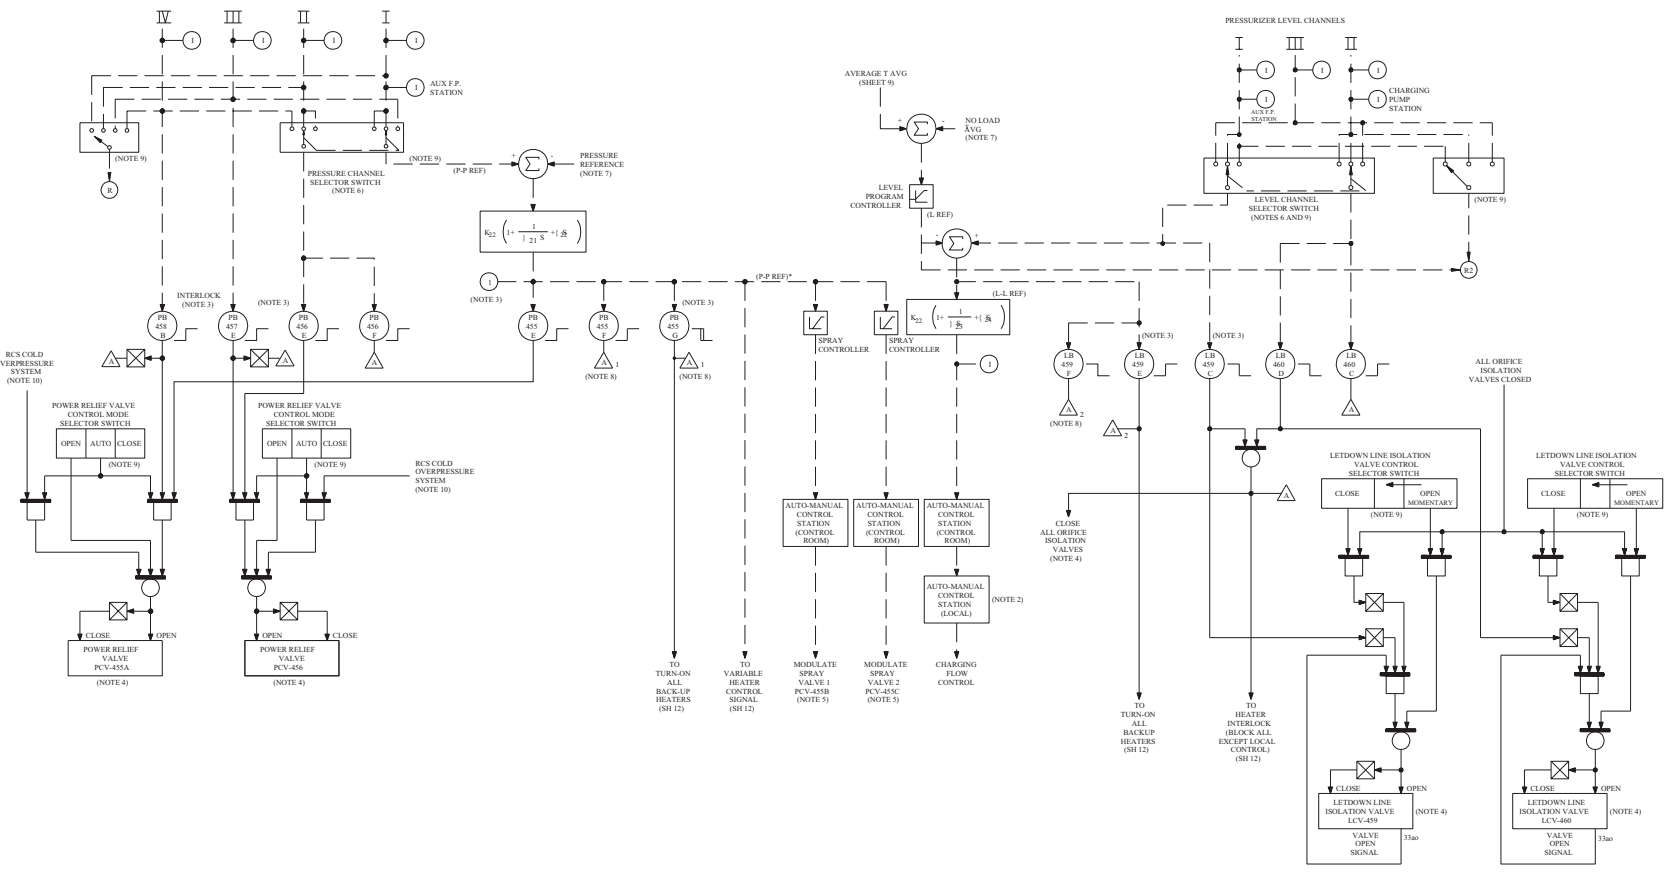 IV III II I
I I I I
I AUX F.P.
STATION
(NOTE 9)
R
(NOTE 9)
PRESSURE CHANNEL
SELECTOR SWITCH
(NOTE 6)
(P-P REF)
+ Σ -
PRESSURE
REFERENCE
(NOTE 7)
K22 (1+ 1
21 S
AVERAGE T AVG
(SHEET 9)
+ Σ -
NO LOAD
AVG
(NOTE 7)
LEVEL
PROGRAM
CONTROLLER
(L REF)
- Σ +
PRESSURIZER LEVEL CHANNELS
I III II
I I I
I AUX F.P.
STATION
I CHARGING
PUMP
STATION
LEVEL CHANNEL
SELECTOR SWITCH
(NOTES 6 AND 9)
(NOTE 9)
R2
INTERLOCK
(NOTE 3)
(NOTE 3)
PB
458
B
PB
457
E
PB
456
E
PB
456
F
A
A
A
1
(NOTE 3)
(P-P REF)*
PB
455
E
PB
455
F
PB
455
G
(NOTE 3)
A 1
(NOTE 8)
A 1
(NOTE 8)
SPRAY
CONTROLLER
SPRAY
CONTROLLER
(L-L REF)
K22 (1+ 1
I
LB
459
F
LB
459
E
(NOTE 3)
LB
459
C
(NOTE 3)
LB
460
D
LB
460
C
A 2
(NOTE 8)
A 2
A
A
RCS COLD
OVERPRESSURE
SYSTEM
(NOTE 10)
POWER RELIEF VALVE
CONTROL MODE
SELECTOR SWITCH
OPEN AUTO CLOSE
(NOTE 9)
POWER RELIEF VALVE
CONTROL MODE
SELECTOR SWITCH
OPEN AUTO CLOSE
(NOTE 9)
RCS COLD
OVERPRESSURE
SYSTEM
(NOTE 10)
CLOSE OPEN
POWER RELIEF
VALVE
PCV-455A
(NOTE 4)
OPEN CLOSE
POWER RELIEF
VALVE
PCV-456
(NOTE 4)
AUTO-MANUAL
CONTROL
STATION
(CONTROL
ROOM)
AUTO-MANUAL
CONTROL
STATION
(CONTROL
ROOM)
AUTO-MANUAL
CONTROL
STATION
(CONTROL
ROOM)
AUTO-MANUAL
CONTROL
STATION
(LOCAL)
(NOTE 2)
TO
TURN-ON
ALL
BACK-UP
HEATERS
(SH 12)
TO
VARIABLE
HEATER
CONTROL
SIGNAL
(SH 12)
MODULATE
SPRAY
VALVE 1
PCV-455B
(NOTE 5)
MODULATE
SPRAY
VALVE 2
PCV-455C
(NOTE 5)
CHARGING
FLOW
CONTROL
CLOSE
ALL ORIFICE
ISOLATION
VALVES
(NOTE 4)
TO
TURN-ON
ALL
BACKUP
HEATERS
(SH 12)
TO
HEATER
INTERLOCK
(BLOCK ALL
EXCEPT LOCAL
CONTROL)
(SH 12)
ALL ORIFICE
ISOLATION
VALVES CLOSED
LETDOWN LINE ISOLATION
VALVE CONTROL
SELECTOR SWITCH
CLOSE OPEN
MOMENTARY
(NOTE 9)
LETDOWN LINE ISOLATION
VALVE CONTROL
SELECTOR SWITCH
CLOSE OPEN
MOMENTARY
(NOTE 9)
CLOSE OPEN
LETDOWN LINE
ISOLATION VALVE
LCV-459
(NOTE 4)
VALVE
OPEN
SIGNAL
33ao
CLOSE OPEN
LETDOWN LINE
ISOLATION VALVE
LCV-460
(NOTE 4)
VALVE
OPEN
SIGNAL
33ao